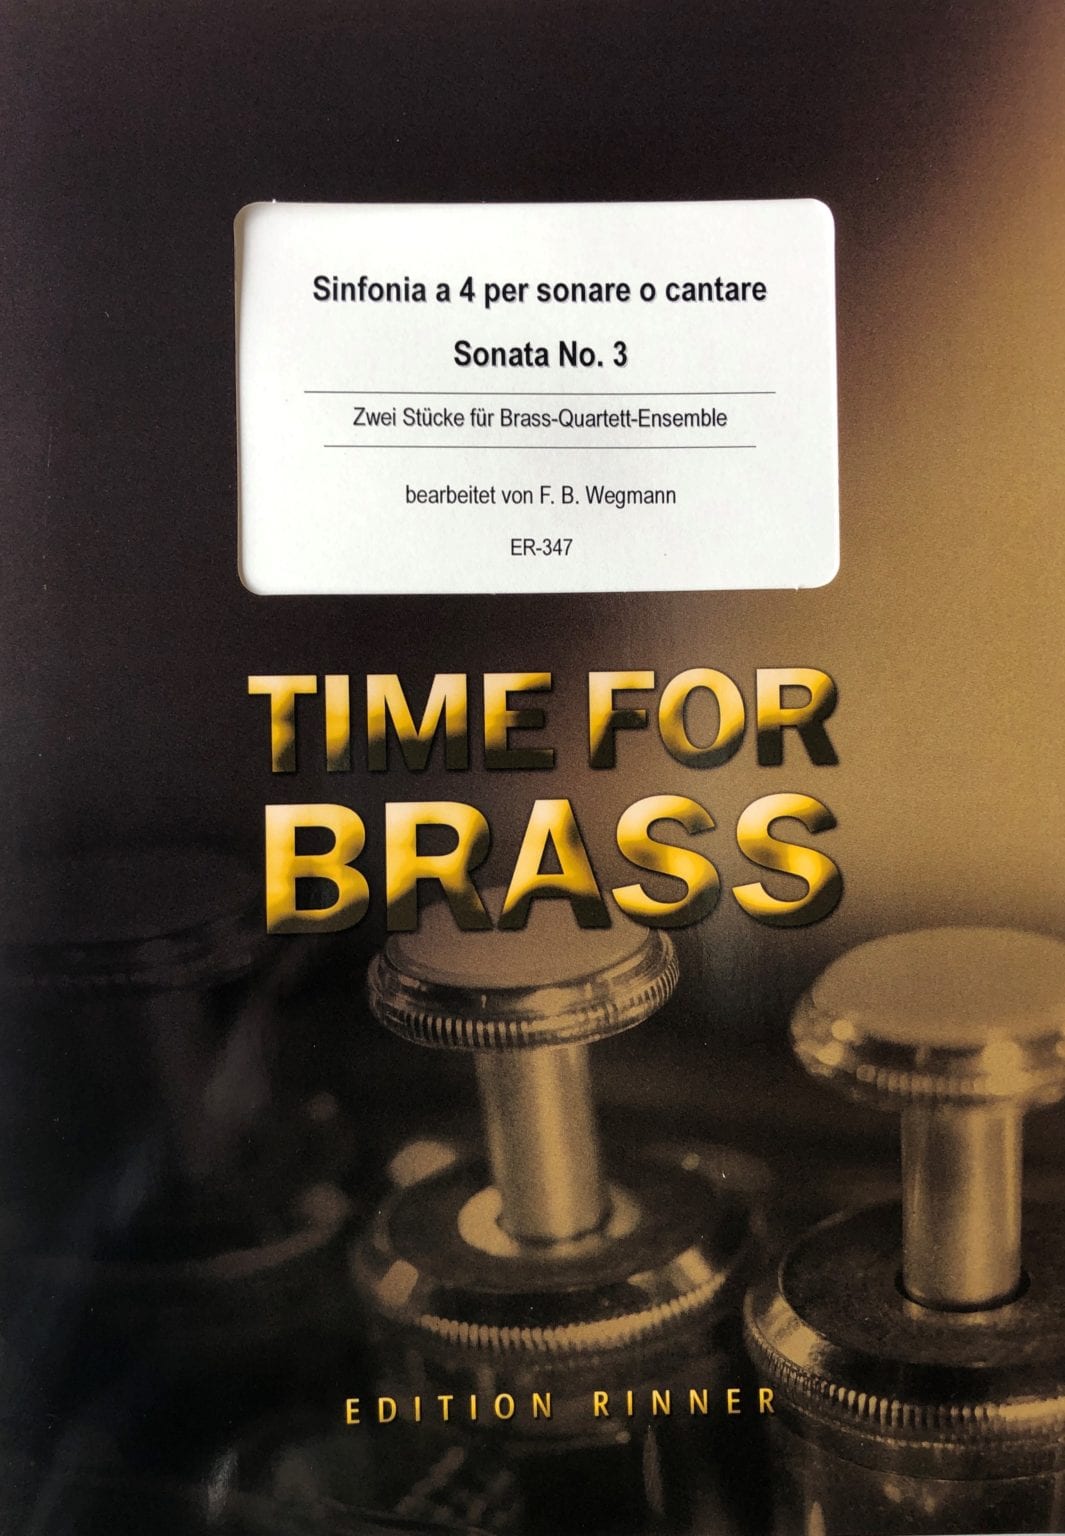 Sinfonia a 4 per sonare o cantare
Sonata No. 3
Zwei Stücke für Brass-Quartett-Ensemble
bearbeitet von F. B. Wegmann
ER-347
TIME FOR
BRASS
EDITION RINNER